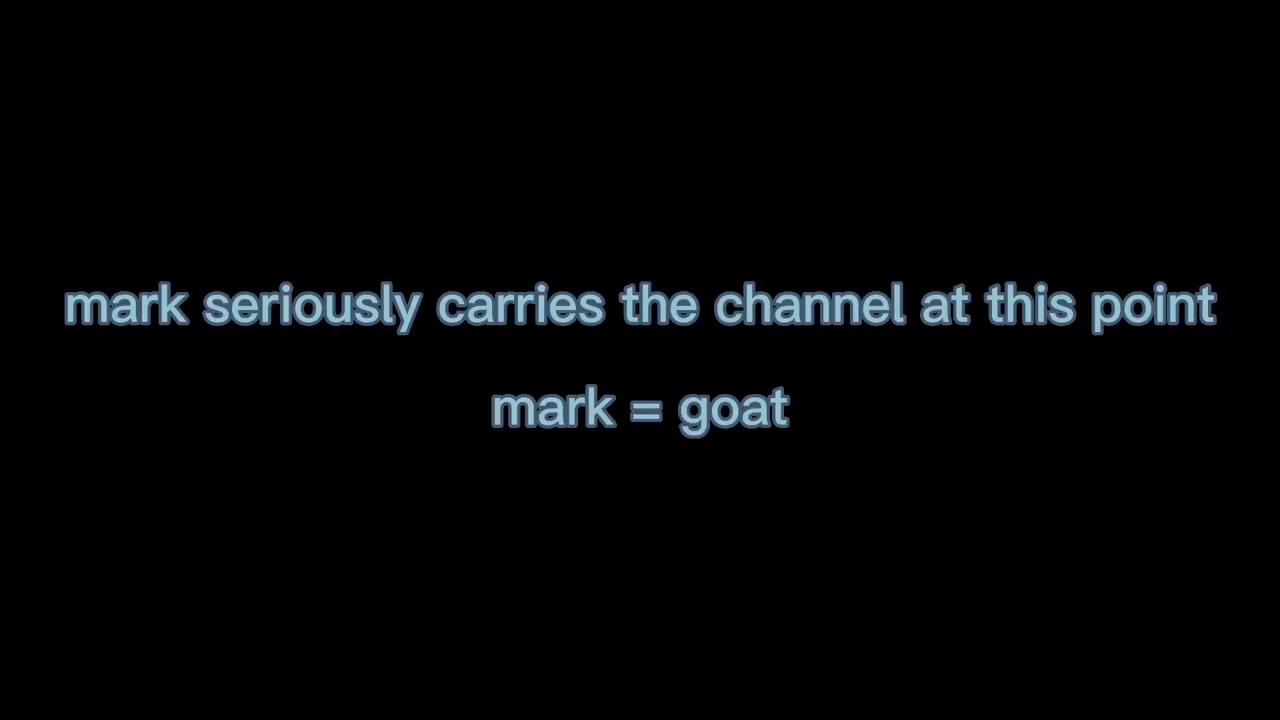 mark seriously carries the channel at this point
mark = goat